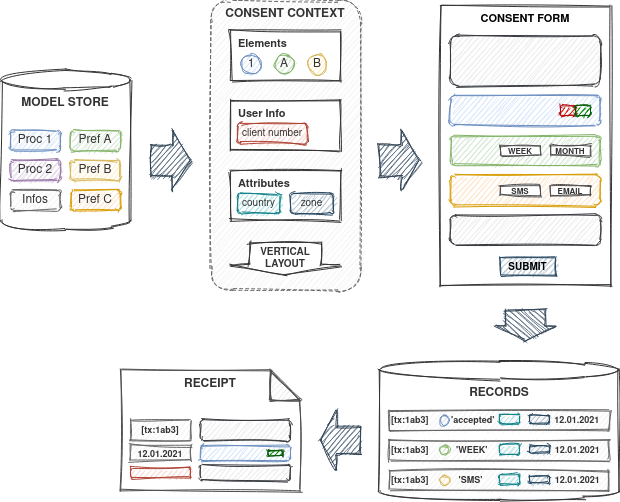 MODEL STORE
Proc 1
Pref A
Proc 2
Pref B
Infos
Pref C
CONSENT CONTEXT
Elements
1
A
B
User Info
client number
Attributes
country
zone
VERTICAL
LAYOUT
CONSENT FORM
WEEK
MONTH
SMS
EMAIL
SUBMIT
RECORDS
[tx:1ab3] 'accepted' 12.01.2021
[tx:1ab3] 'WEEK' 12.01.2021
[tx:1ab3] 'SMS' 12.01.2021
RECEIPT
[tx:1ab3]
12.01.2021